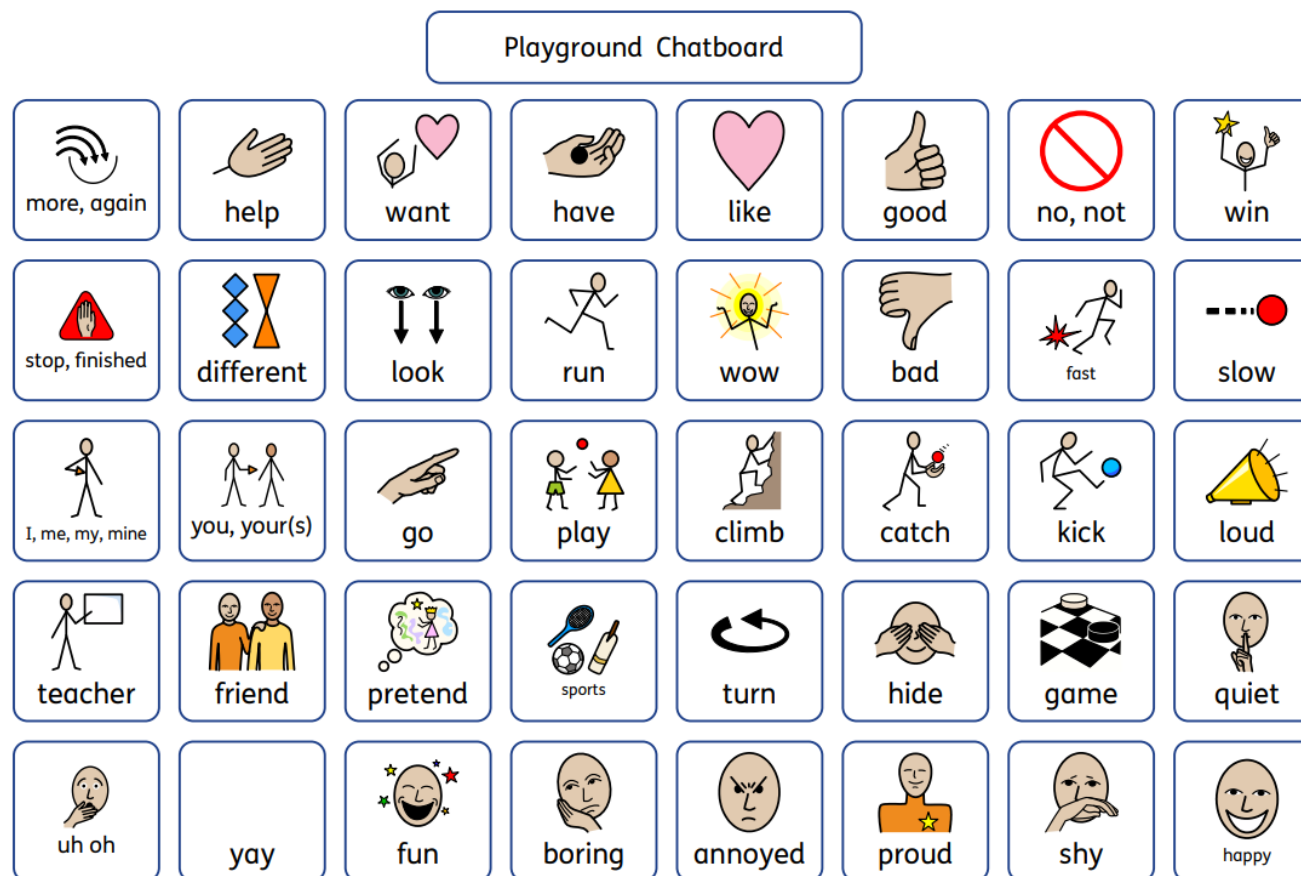 Playground Chatboard
more, again
help
want
have
like
good
no, not
win
stop, finished
different
look
run
wow
bad
fast
slow
I, me, my, mine
you, your(s)
go
play
climb
catch
kick
loud
teacher
friend
pretend
sports
turn
hide
game
quiet
uh oh
yay
fun
boring
annoyed
proud
shy
happy